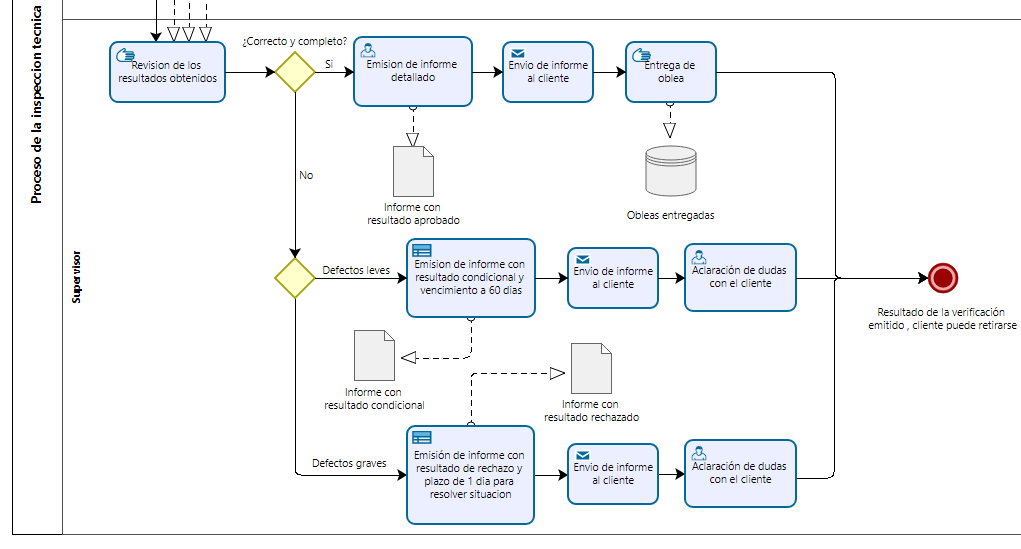 Proceso de la inspeccion tecnica
Supervisor
Revision de los
resultados obtenidos
¿Correcto y completo?
Si
Emision de informe
detallado
Envio de informe
al cliente
Entrega de
oblea
Informe con
resultado aprobado
Obleas entregadas
No
Defectos leves
Emision de informe con
resultado condicional y
vencimiento a 60 dias
Envio de informe
al cliente
Aclaración de dudas
con el cliente
Resultado de la verificación
emitido , cliente puede retirarse
Informe con
resultado condicional
Informe con
resultado rechazado
Defectos graves
Emisión de informe con
resultado de rechazo y
plazo de 1 dia para
resolver situacion
Envio de informe
al cliente
Aclaración de dudas
con el cliente